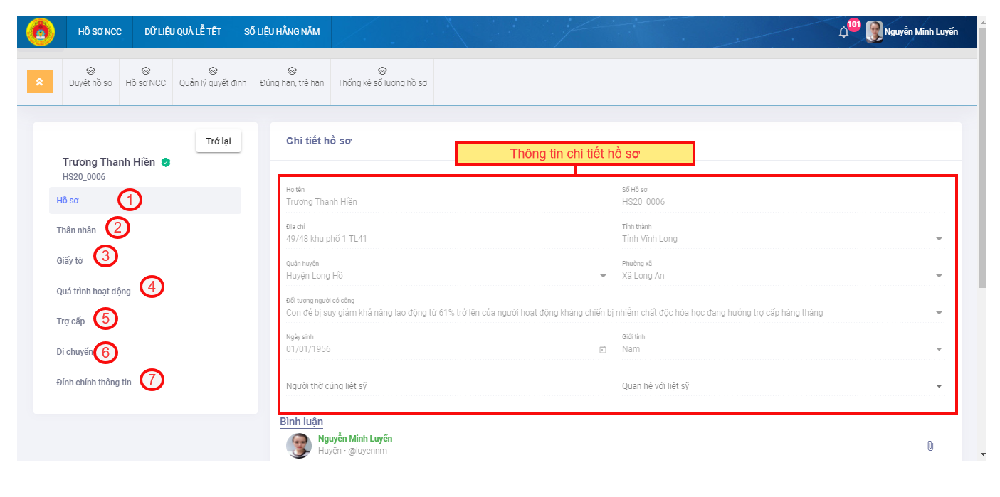 HỒ SƠ NCC DỮ LIỆU QUÀ LỄ TẾT SỐ LIỆU HẰNG NĂM 101 Nguyễn Minh Luyến
Duyệt hồ sơ Hồ sơ NCC Quản lý quyết định Đúng hạn, trễ hạn Thống kê số lượng hồ sơ
Trở lại
Trương Thanh Hiền
HS20_0006
Hồ sơ 1
Thân nhân 2
Giấy tờ 3
Quá trình hoạt động 4
Trợ cấp 5
Di chuyển 6
Đính chính thông tin 7
Chi tiết hồ sơ
Thông tin chi tiết hồ sơ
Họ tên Số Hồ sơ
Trương Thanh Hiền HS20_0006
Địa chỉ Tỉnh thành
49/48 khu phố 1 TL41 Tỉnh Vĩnh Long
Quận huyện Phường xã
Huyện Long Hồ Xã Long An
Đối tượng người có công
Con đẻ bị suy giảm khả năng lao động từ 61% trở lên của người hoạt động kháng chiến bị nhiễm chất độc hóa học đang hưởng trợ cấp hàng tháng
Ngày sinh Giới tính
01/01/1956 Nam
Người thờ cúng liệt sỹ Quan hệ với liệt sỹ
Bình luận
Nguyễn Minh Luyến
Huyện • @luyennm